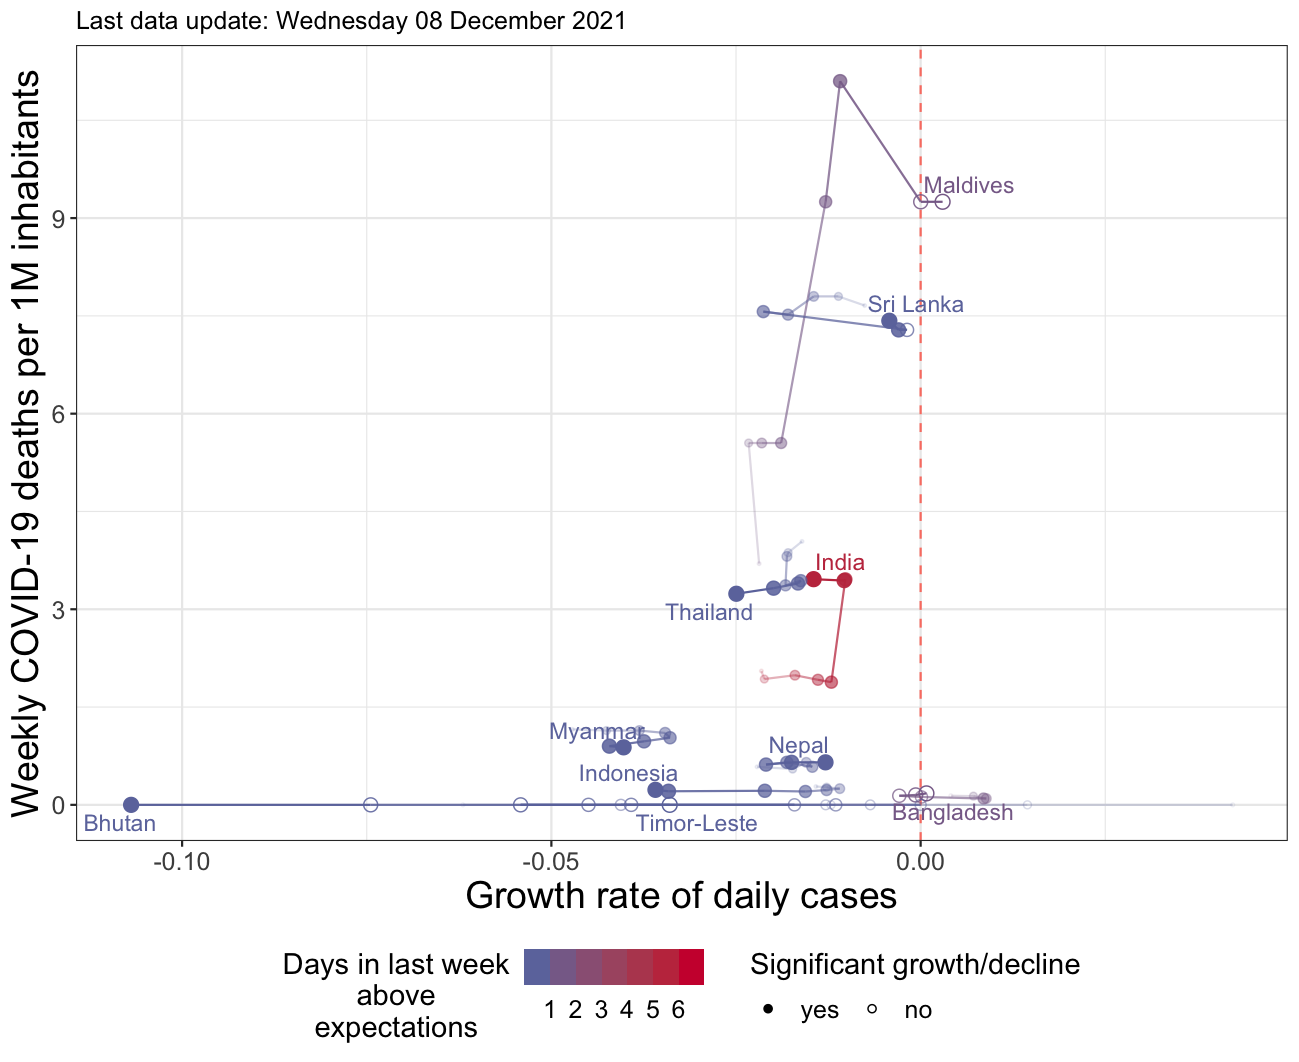 Last data update: Wednesday 08 December 2021
Weekly COVID-19 deaths per 1M inhabitants
9
6
3
0
Maldives
Sri Lanka
India
Thailand
Myanmar
Nepal
Indonesia
Bangladesh
Bhutan
Timor-Leste
-0.10
-0.05
0.00
Growth rate of daily cases
Days in last week
above
expectations
1 2 3 4 5 6
Significant growth/decline
yes
no